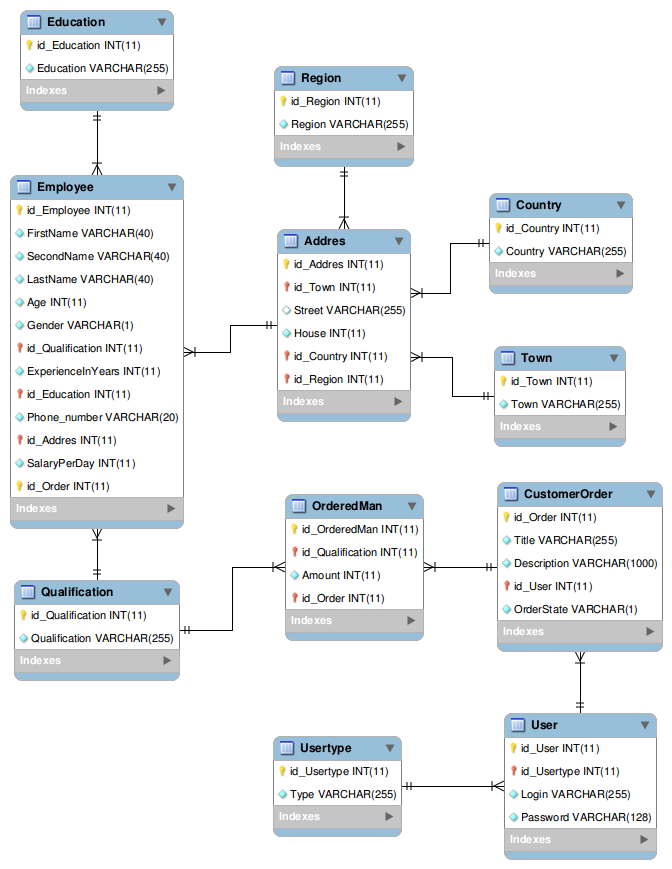 Education
id_Education INT(11)
Education VARCHAR(255)
Indexes
Region
id_Region INT(11)
Region VARCHAR(255)
Indexes
Employee
id_Employee INT(11)
FirstName VARCHAR(40)
SecondName VARCHAR(40)
LastName VARCHAR(40)
Age INT(11)
Gender VARCHAR(1)
id_Qualification INT(11)
ExperienceInYears INT(11)
id_Education INT(11)
Phone_number VARCHAR(20)
id_Addres INT(11)
SalaryPerDay INT(11)
id_Order INT(11)
Indexes
Addres
id_Addres INT(11)
id_Town INT(11)
Street VARCHAR(255)
House INT(11)
id_Country INT(11)
id_Region INT(11)
Indexes
Country
id_Country INT(11)
Country VARCHAR(255)
Indexes
Town
id_Town INT(11)
Town VARCHAR(255)
Indexes
OrderedMan
id_OrderedMan INT(11)
id_Qualification INT(11)
Amount INT(11)
id_Order INT(11)
Indexes
CustomerOrder
id_Order INT(11)
Title VARCHAR(255)
Description VARCHAR(1000)
id_User INT(11)
OrderState VARCHAR(1)
Indexes
Qualification
id_Qualification INT(11)
Qualification VARCHAR(255)
Indexes
Usertype
id_Usertype INT(11)
Type VARCHAR(255)
Indexes
User
id_User INT(11)
id_Usertype INT(11)
Login VARCHAR(255)
Password VARCHAR(128)
Indexes